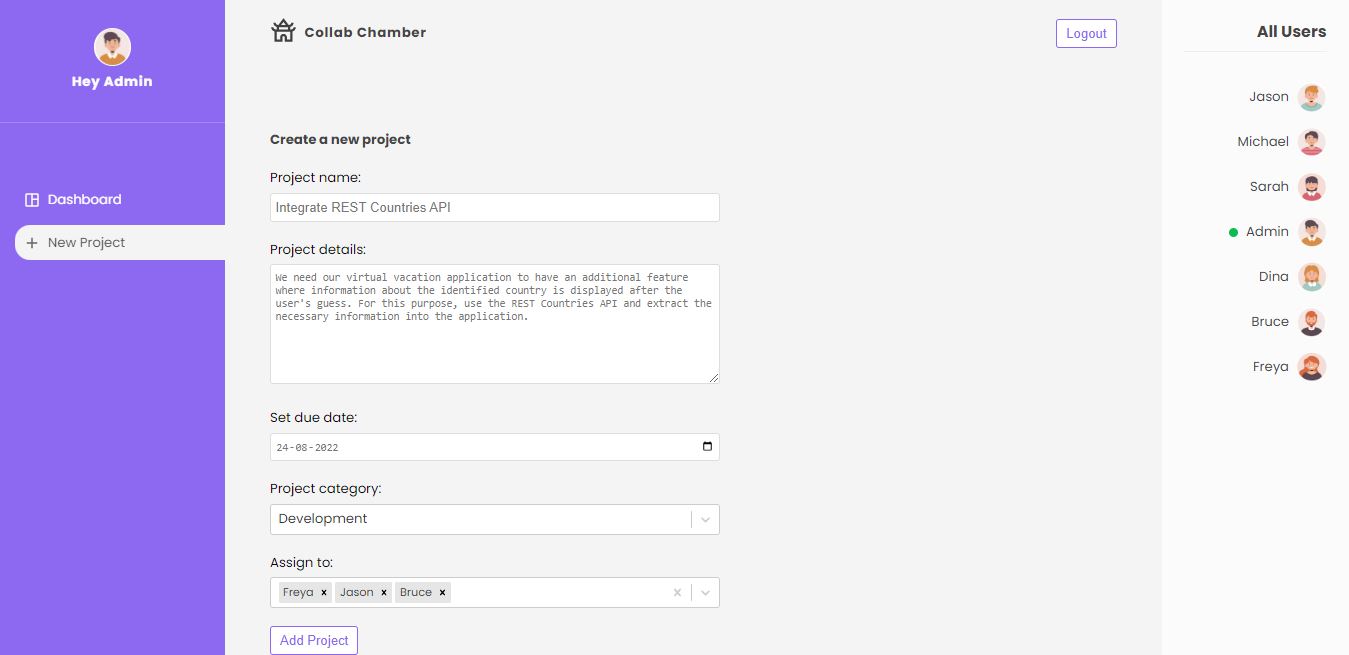 Hey Admin
Dashboard
New Project
Collab Chamber
Logout
Create a new project
Project name:
Integrate REST Countries API
Project details:
We need our virtual vacation application to have an additional feature
where information about the identified country is displayed after the
user's guess. For this purpose, use the REST Countries API and extract the
necessary information into the application.
Set due date:
24-08-2022
Project category:
Development
Assign to:
Freya × Jason × Bruce ×
Add Project
All Users
Jason
Michael
Sarah
Admin
Dina
Bruce
Freya